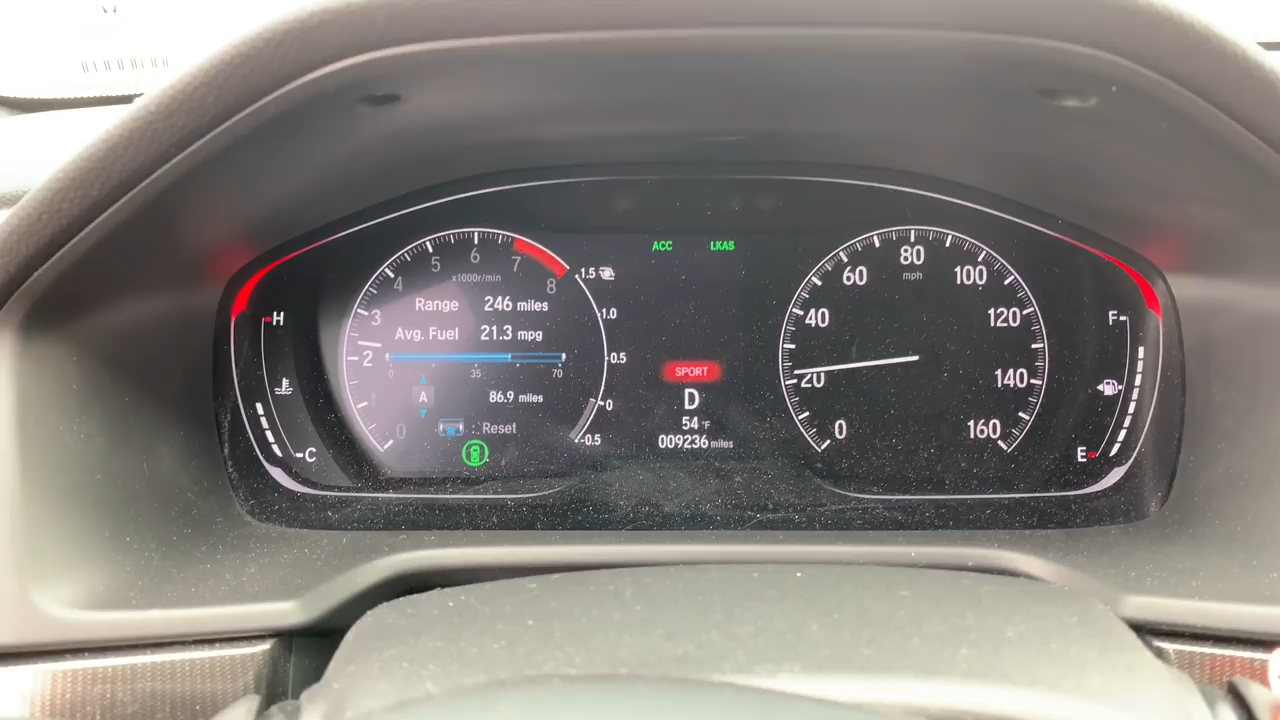 ACC LKAS
H
C
0
1
2
3
4
5
6
7
8
x1000r/min
Range 246 miles
Avg. Fuel 21.3 mpg
0 35 70
A 86.9 miles
: Reset
1.5
1.0
0.5
0
-0.5
SPORT
D
54 °F
009236 miles
0
20
40
60
80
100
120
140
160
mph
F
E